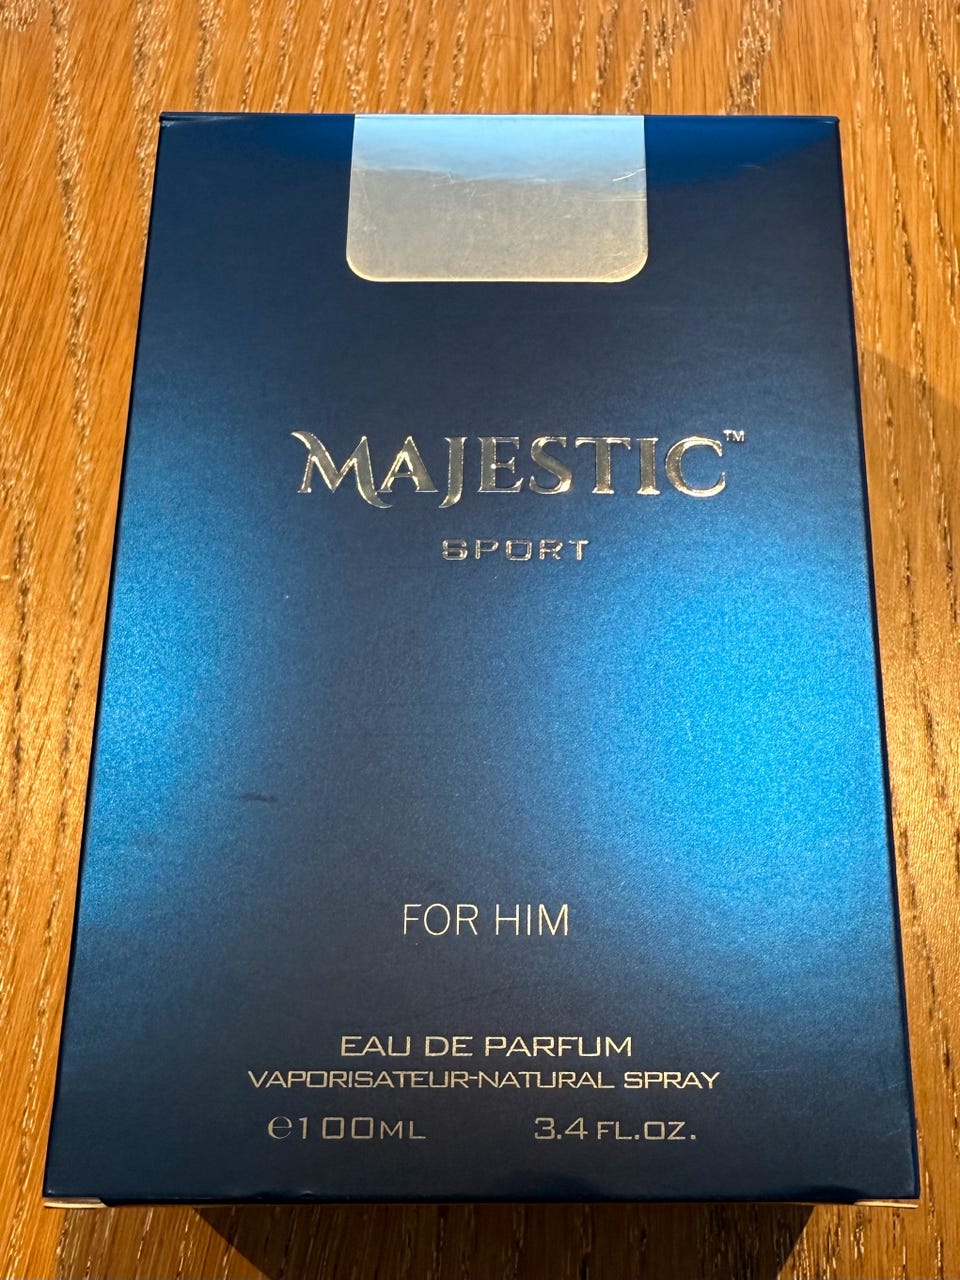 MAJESTIC™
SPORT
FOR HIM
EAU DE PARFUM
VAPORISATEUR-NATURAL SPRAY
℮100ML 3.4 FL.OZ.